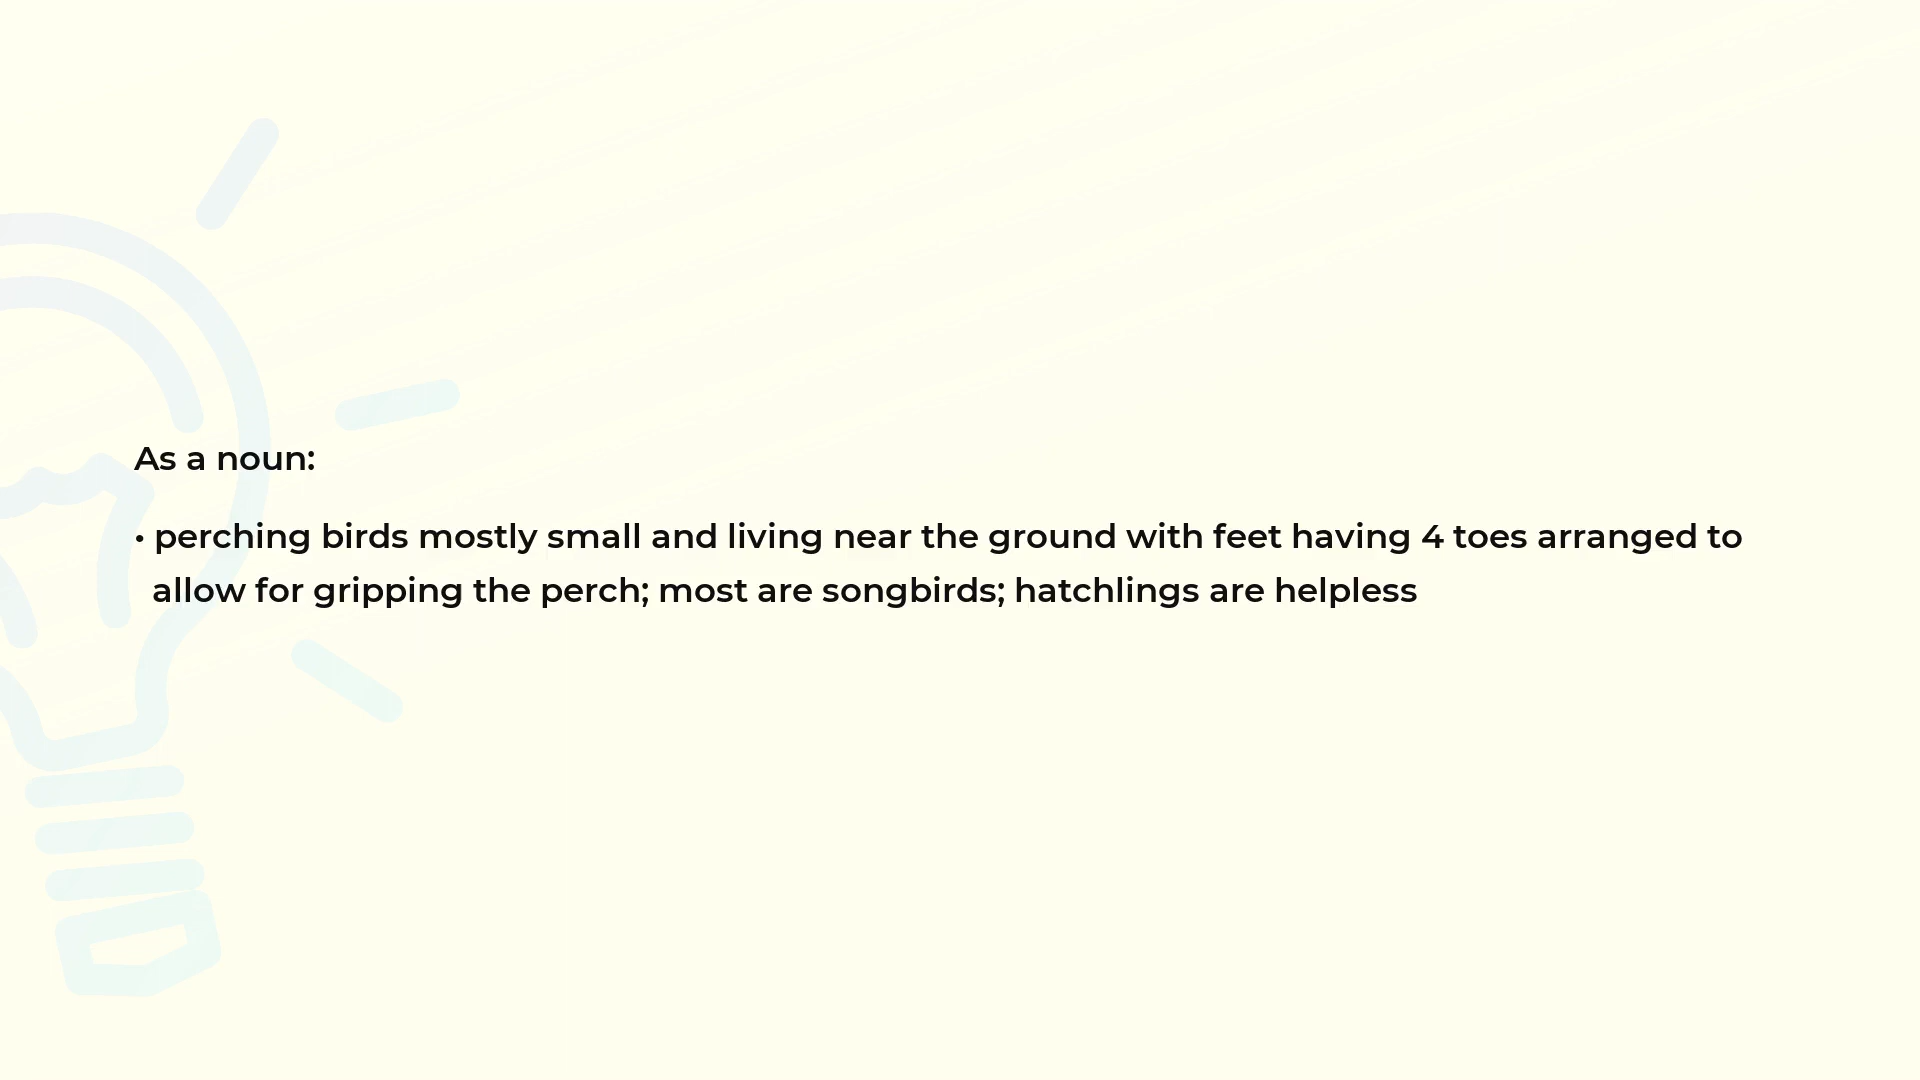 As a noun:
• perching birds mostly small and living near the ground with feet having 4 toes arranged to
allow for gripping the perch; most are songbirds; hatchlings are helpless